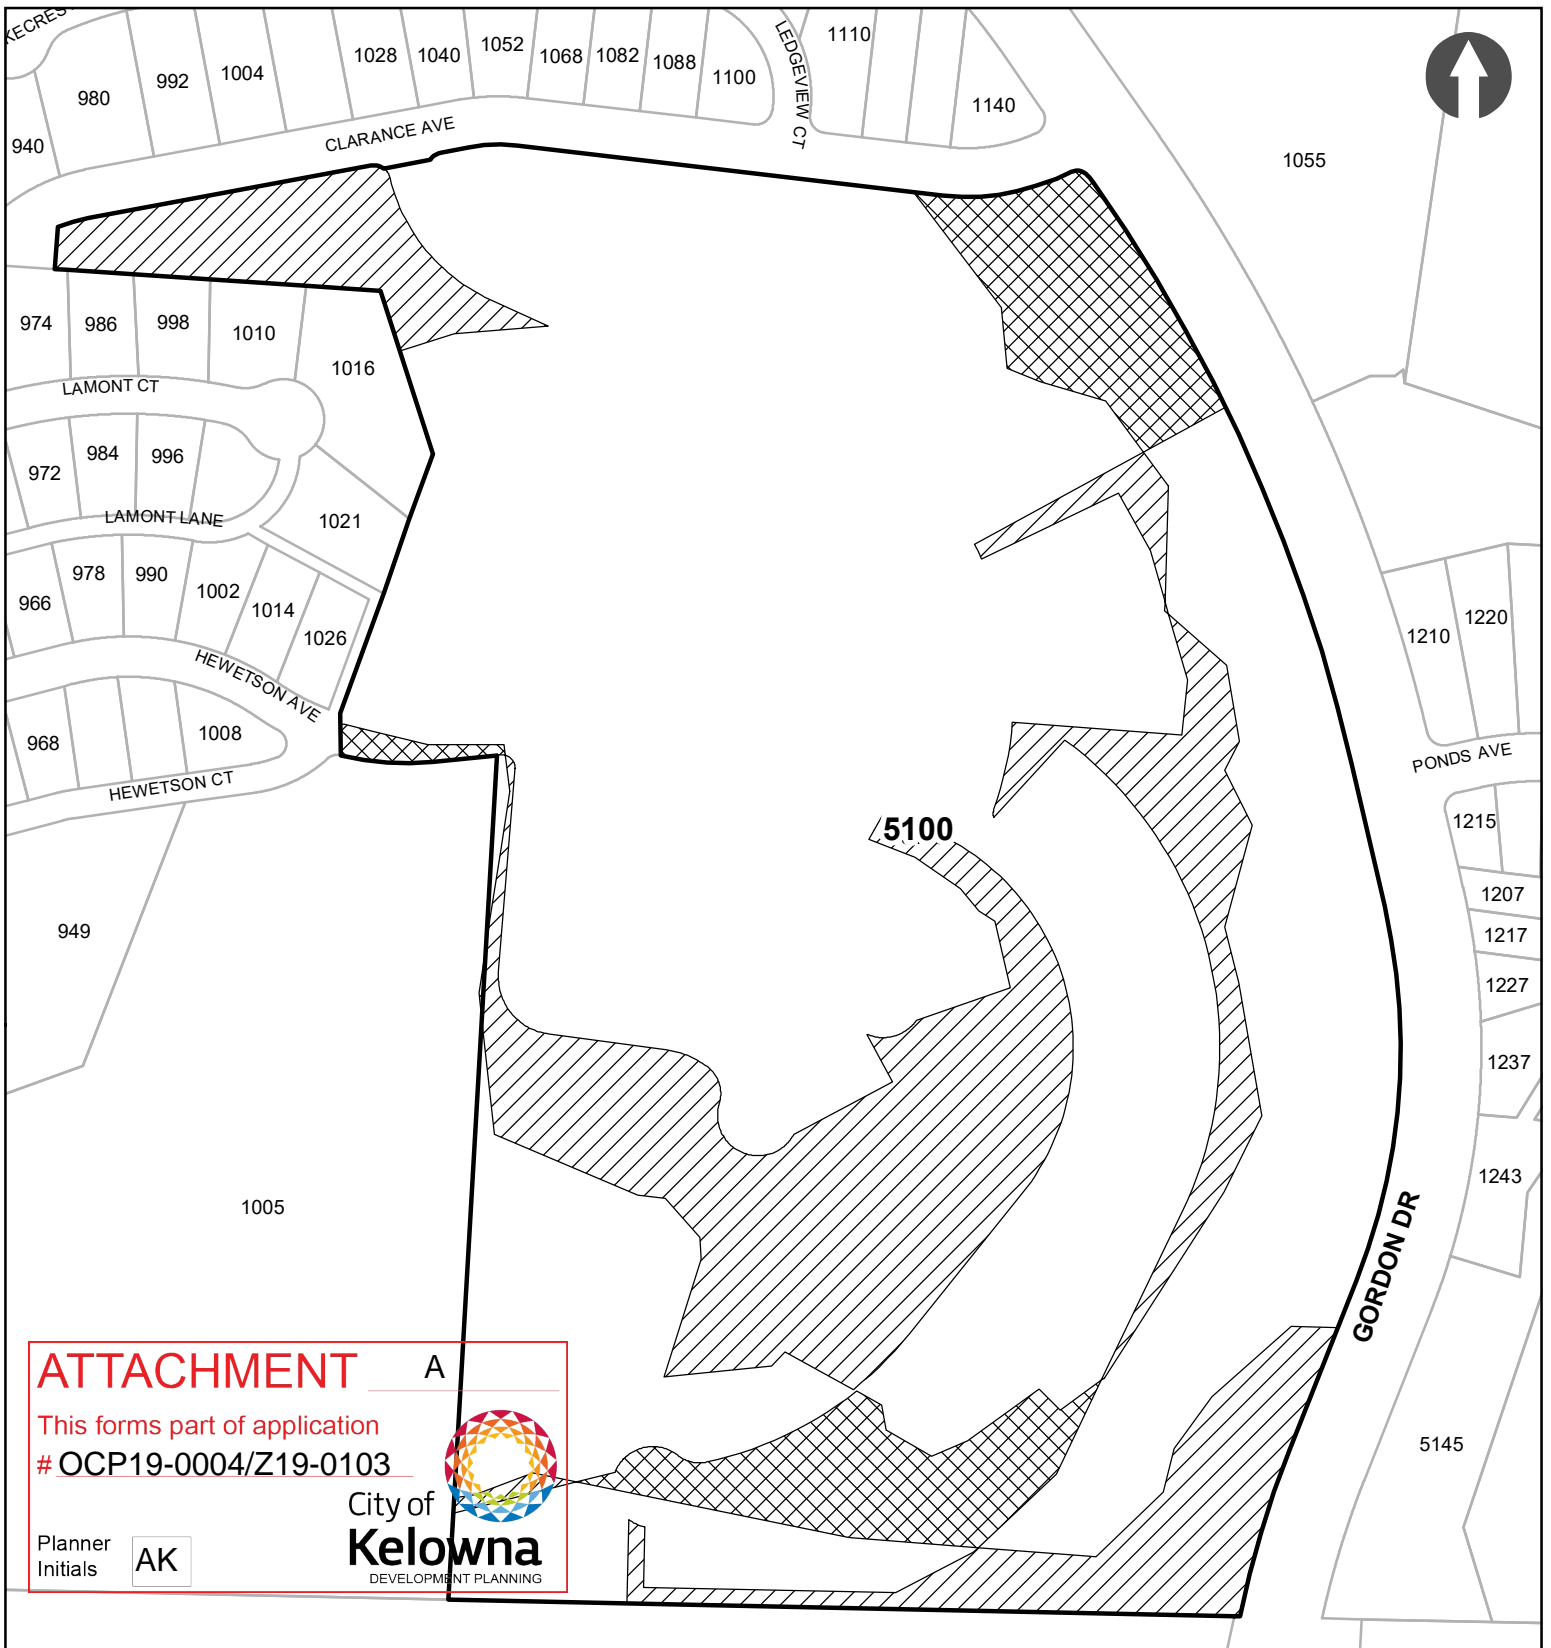 KECREST
980
992
1004
1028
1040
1052
1068
1082
1088
1100
LEDGEVIEW CT
1110
1140
940
CLARANCE AVE
1055
974
986
998
1010
1016
LAMONT CT
972
984
996
1021
LAMONT LANE
966
978
990
1002
1014
1026
HEWETSON AVE
968
1008
HEWETSON CT
1210
1220
PONDS AVE
1215
1207
1217
1227
1237
1243
5100
949
1005
GORDON DR
5145
ATTACHMENT A
This forms part of application
# OCP19-0004/Z19-0103
City of
Kelowna
DEVELOPMENT PLANNING
Planner
Initials AK